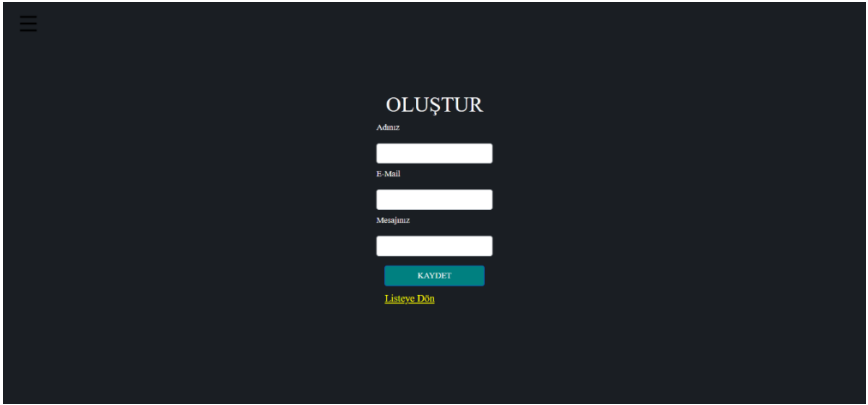 OLUŞTUR
Adınız
E-Mail
Mesajınız
KAYDET
Listeye Dön